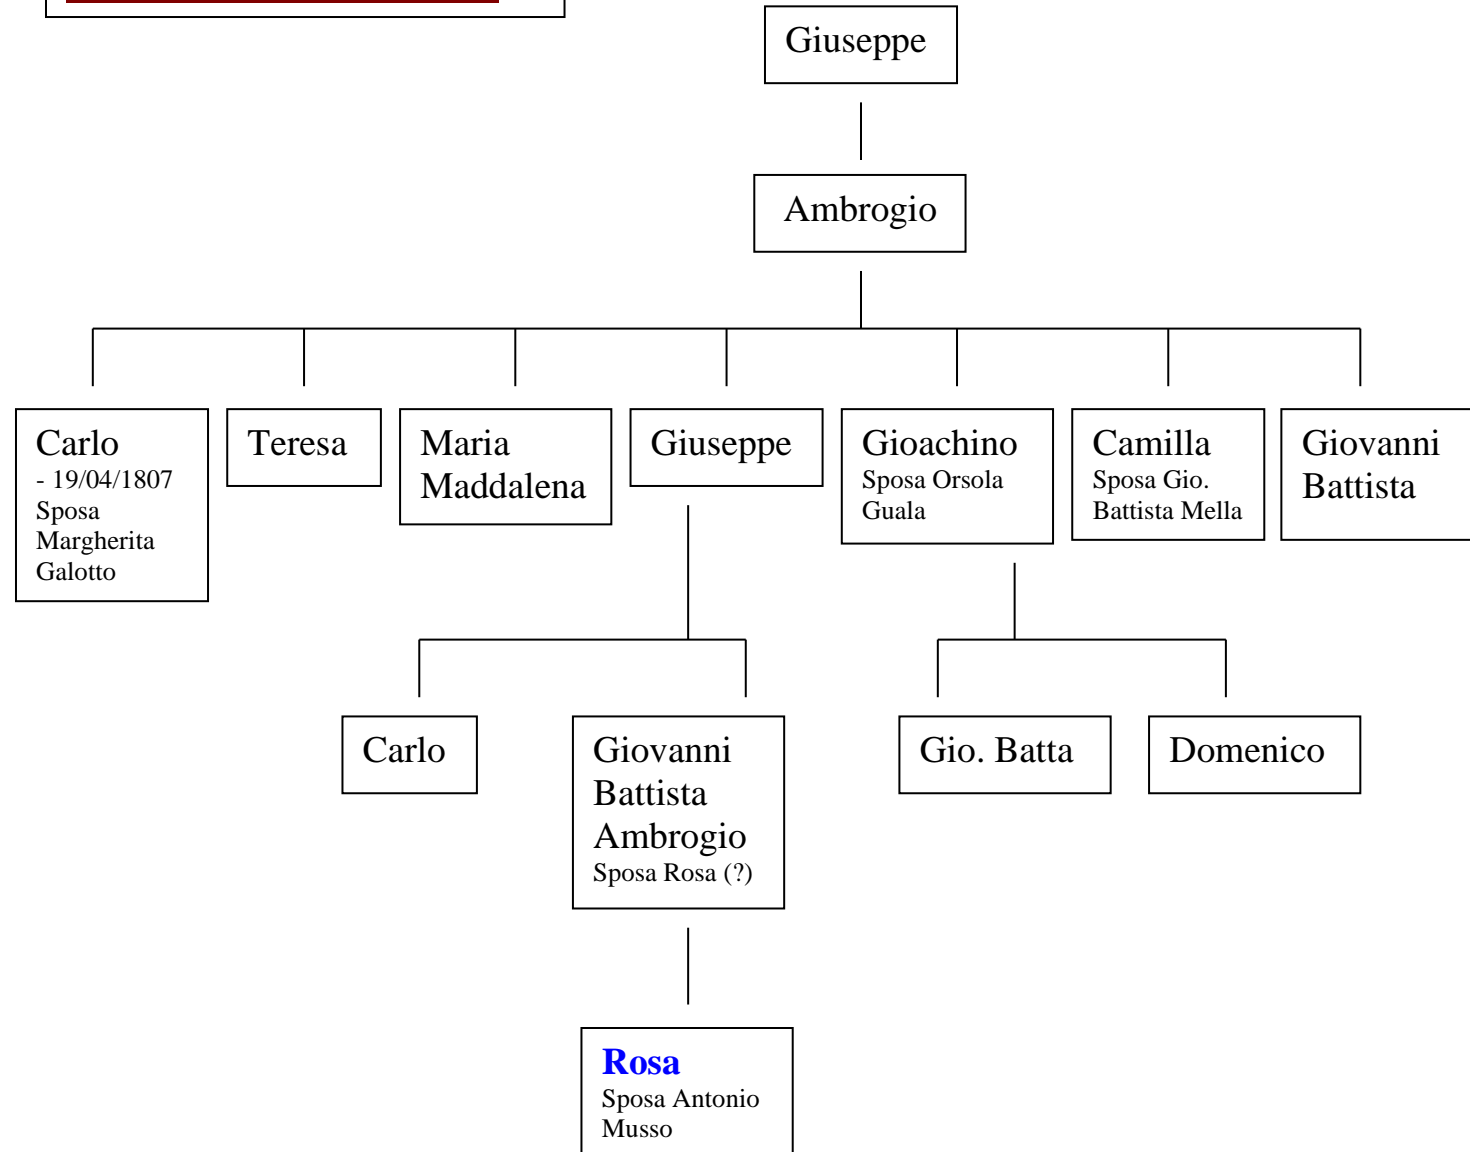 Giuseppe
Ambrogio
Carlo
- 19/04/1807
Sposa
Margherita
Galotto
Teresa
Maria
Maddalena
Giuseppe
Gioachino
Sposa Orsola
Guala
Camilla
Sposa Gio.
Battista Mella
Giovanni
Battista
Carlo
Giovanni
Battista
Ambrogio
Sposa Rosa (?)
Gio. Batta
Domenico
Rosa
Sposa Antonio
Musso